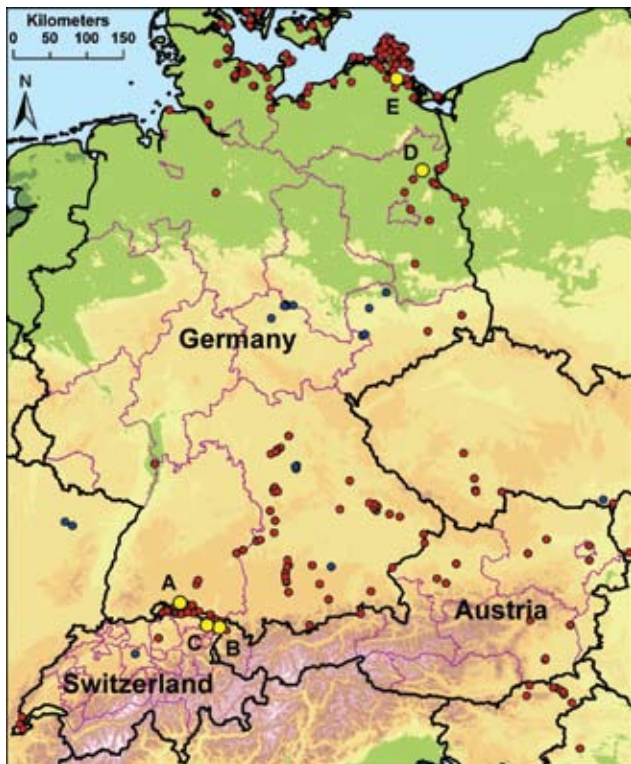 Kilometers
0 50 100 150
N
E
D
Germany
A
Austria
C B
Switzerland